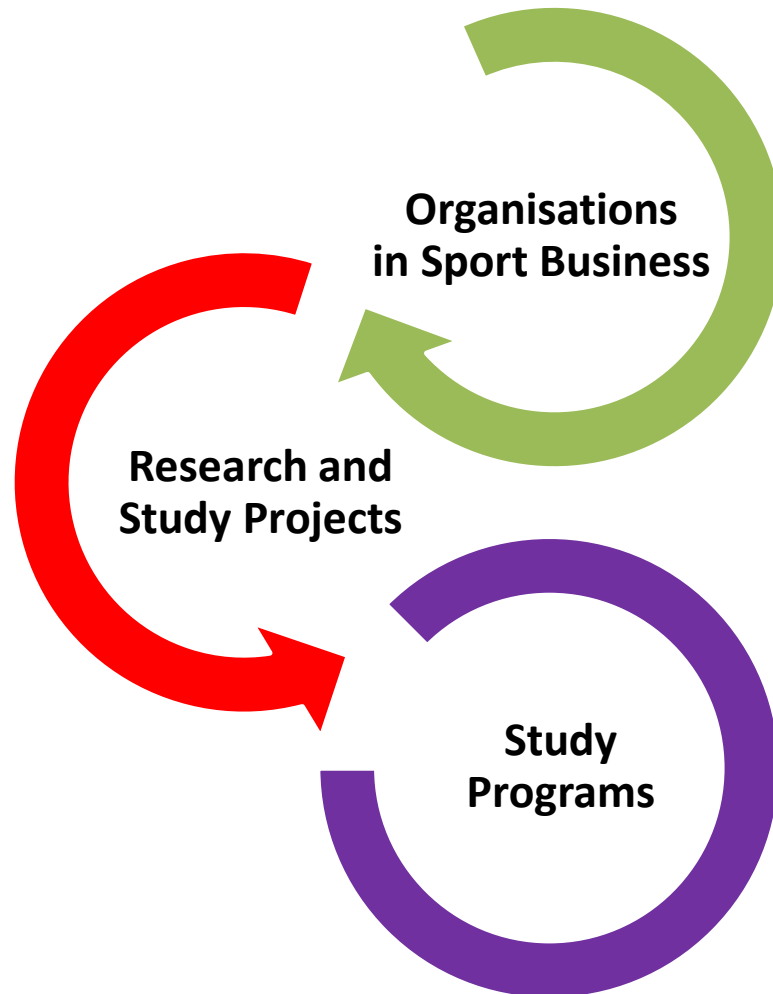 Organisations
in Sport Business
Research and
Study Projects
Study
Programs